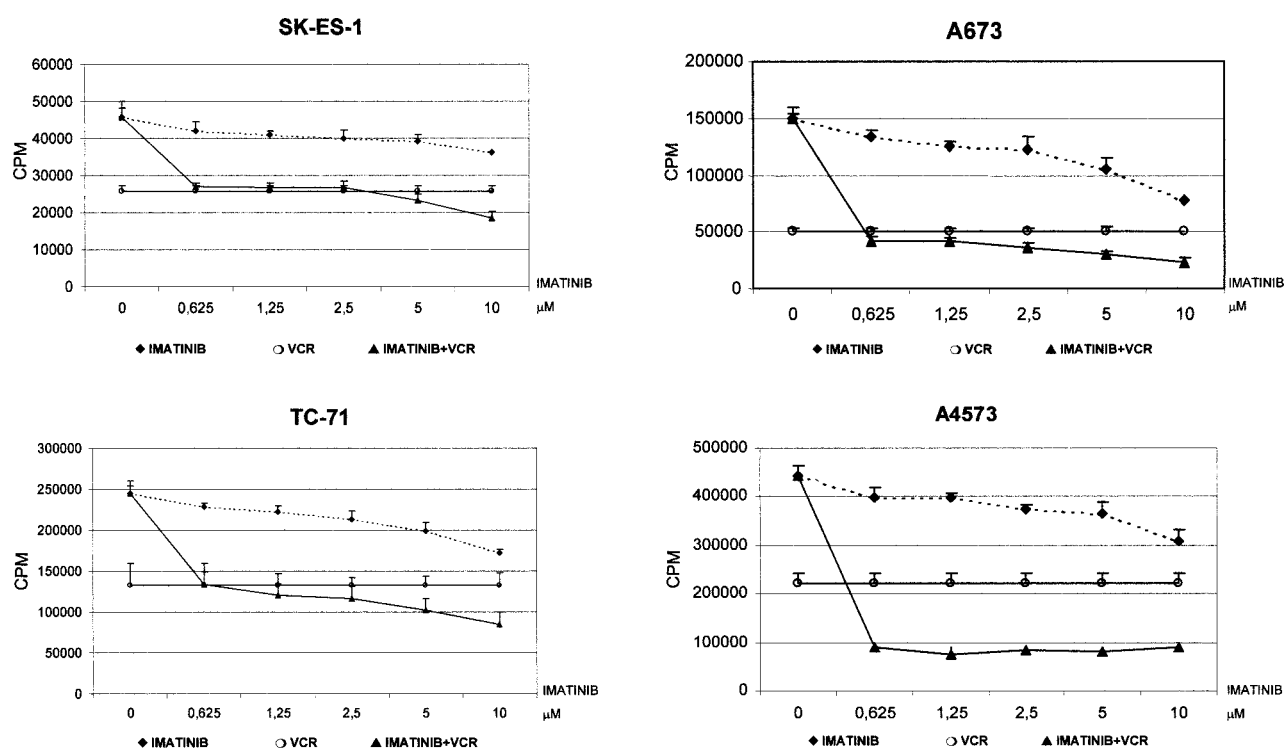 SK-ES-1
60000
50000
40000
30000
20000
10000
0
CPM
0 0,625 1,25 2,5 5 10
IMATINIB
µM
IMATINIB VCR IMATINIB+VCR
A673
200000
150000
100000
50000
0
CPM
0 0,625 1,25 2,5 5 10
IMATINIB
µM
IMATINIB VCR IMATINIB+VCR
TC-71
300000
250000
200000
150000
100000
50000
0
CPM
0 0,625 1,25 2,5 5 10
IMATINIB
µM
IMATINIB VCR IMATINIB+VCR
A4573
500000
400000
300000
200000
100000
0
CPM
0 0,625 1,25 2,5 5 10
IMATINIB
µM
IMATINIB VCR IMATINIB+VCR